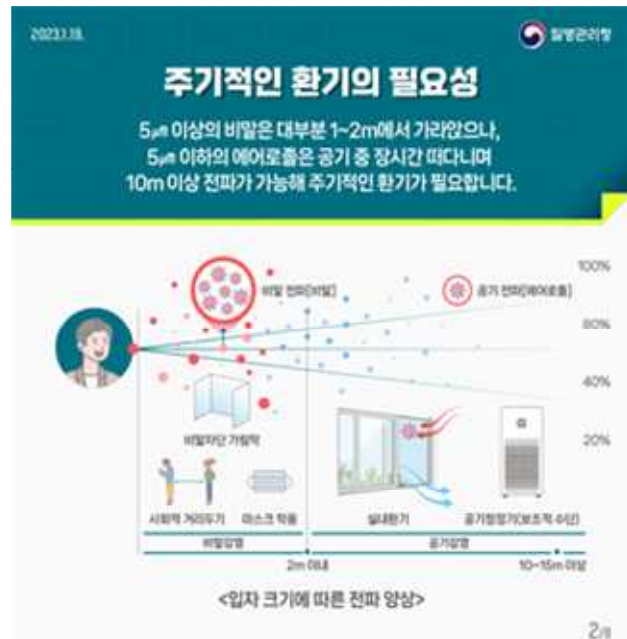 2023.1.18.
질병관리청
주기적인 환기의 필요성
5㎛ 이상의 비말은 대부분 1~2m에서 가라앉으나,
5㎛ 이하의 에어로졸은 공기 중 장시간 떠다니며
10m 이상 전파가 가능해 주기적인 환기가 필요합니다.
100%
비말 전파[비말]
공기 전파[에어로졸]
80%
40%
20%
비말차단 가림막
사회적 거리두기
마스크 착용
실내환기
공기청정기(보조적 수단)
비말감염
공기감염
2m 이내
10~15m 이상
<입자 크기에 따른 전파 양상>
2/8